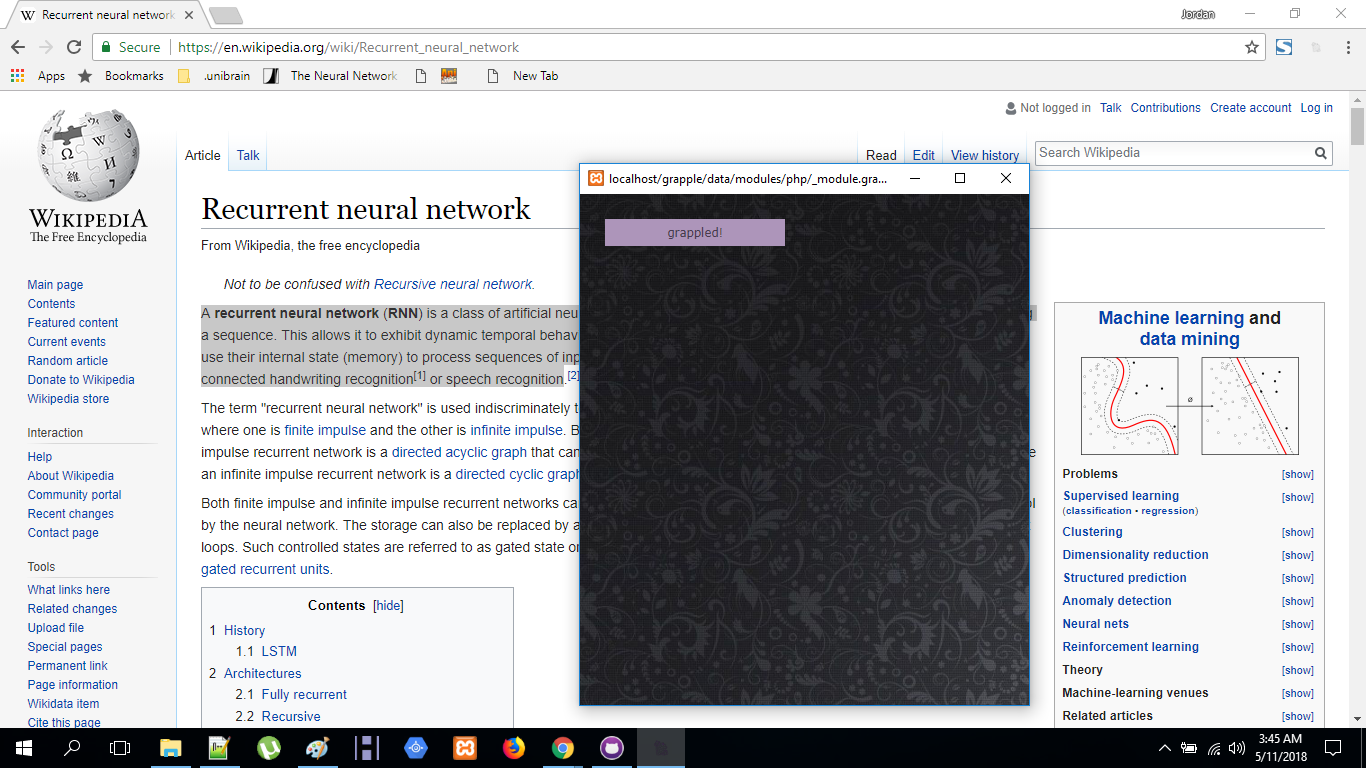 Recurrent neural network
Jordan
Secure
https://en.wikipedia.org/wiki/Recurrent_neural_network
Apps
Bookmarks
.unibrain
The Neural Network
New Tab
Not logged in Talk Contributions Create account Log in
Article Talk
Read Edit View history
Search Wikipedia
WIKIPEDIA
The Free Encyclopedia
Main page
Contents
Featured content
Current events
Random article
Donate to Wikipedia
Wikipedia store
Interaction
Help
About Wikipedia
Community portal
Recent changes
Contact page
Tools
What links here
Related changes
Upload file
Special pages
Permanent link
Page information
Wikidata item
Cite this page
Recurrent neural network
From Wikipedia, the free encyclopedia
Not to be confused with Recursive neural network.
A recurrent neural network (RNN) is a class of artificial neu
a sequence. This allows it to exhibit dynamic temporal behav
use their internal state (memory) to process sequences of inp
connected handwriting recognition[1] or speech recognition.[2]
The term "recurrent neural network" is used indiscriminately t
where one is finite impulse and the other is infinite impulse. B
impulse recurrent network is a directed acyclic graph that can
an infinite impulse recurrent network is a directed cyclic graph
Both finite impulse and infinite impulse recurrent networks ca
by the neural network. The storage can also be replaced by a
loops. Such controlled states are referred to as gated state or
gated recurrent units.
Contents [hide]
1 History
1.1 LSTM
2 Architectures
2.1 Fully recurrent
2.2 Recursive
localhost/grapple/data/modules/php/_module.gra...
grappled!
Machine learning and
data mining
Problems [show]
Supervised learning [show]
(classification • regression)
Clustering [show]
Dimensionality reduction [show]
Structured prediction [show]
Anomaly detection [show]
Neural nets [show]
Reinforcement learning [show]
Theory [show]
Machine-learning venues [show]
Related articles [show]
3:45 AM
5/11/2018